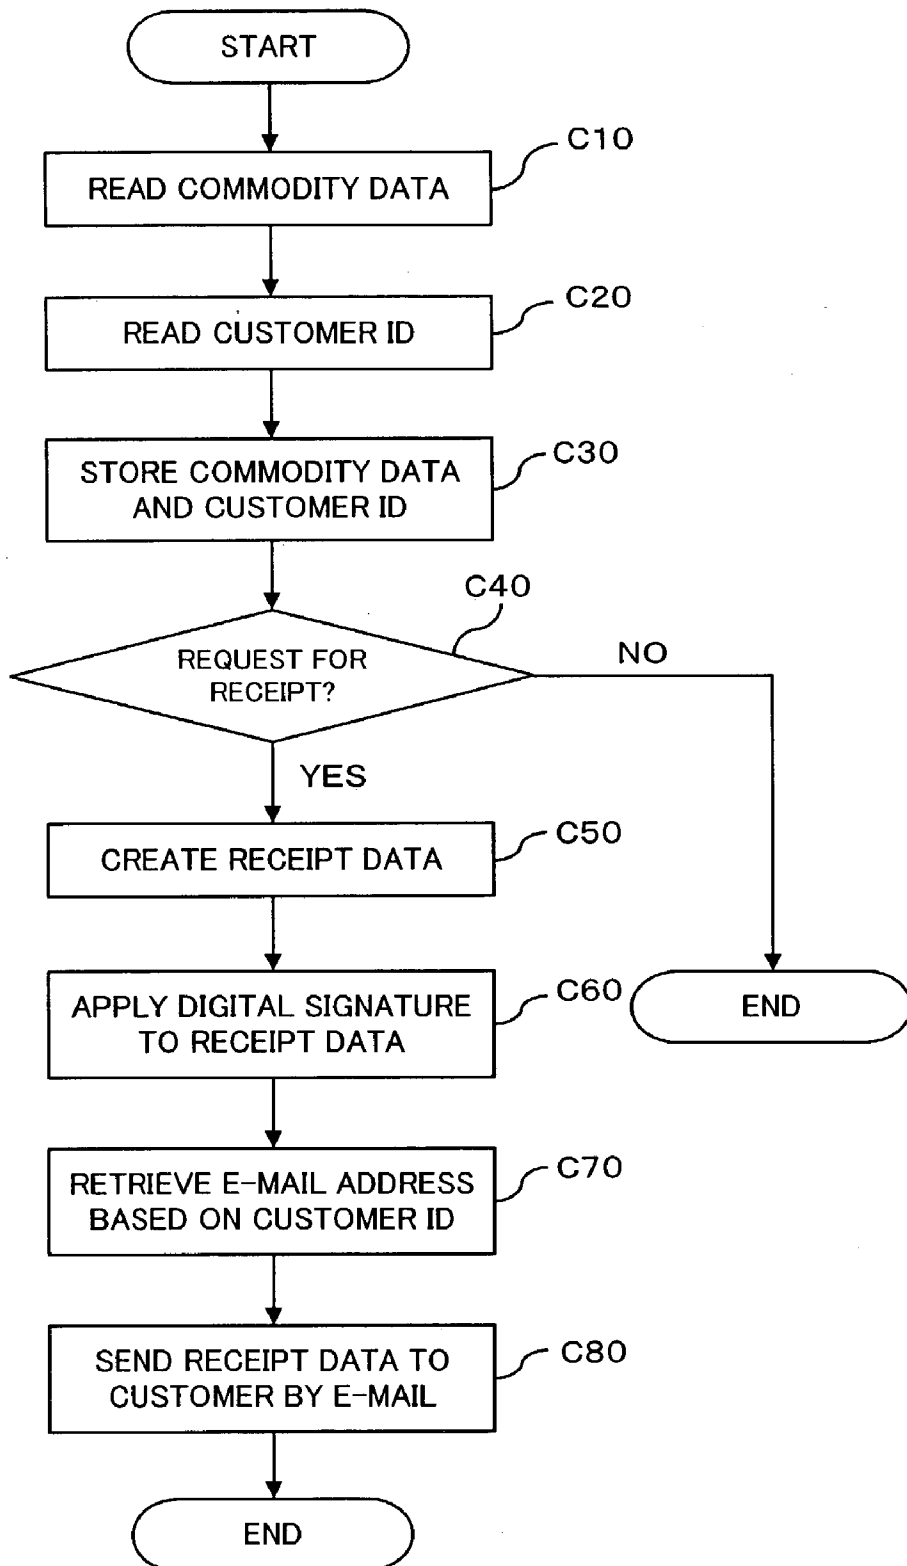 START
C10
READ COMMODITY DATA
C20
READ CUSTOMER ID
C30
STORE COMMODITY DATA
AND CUSTOMER ID
C40
REQUEST FOR
RECEIPT?
NO
YES
C50
CREATE RECEIPT DATA
C60
APPLY DIGITAL SIGNATURE
TO RECEIPT DATA
END
C70
RETRIEVE E-MAIL ADDRESS
BASED ON CUSTOMER ID
C80
SEND RECEIPT DATA TO
CUSTOMER BY E-MAIL
END